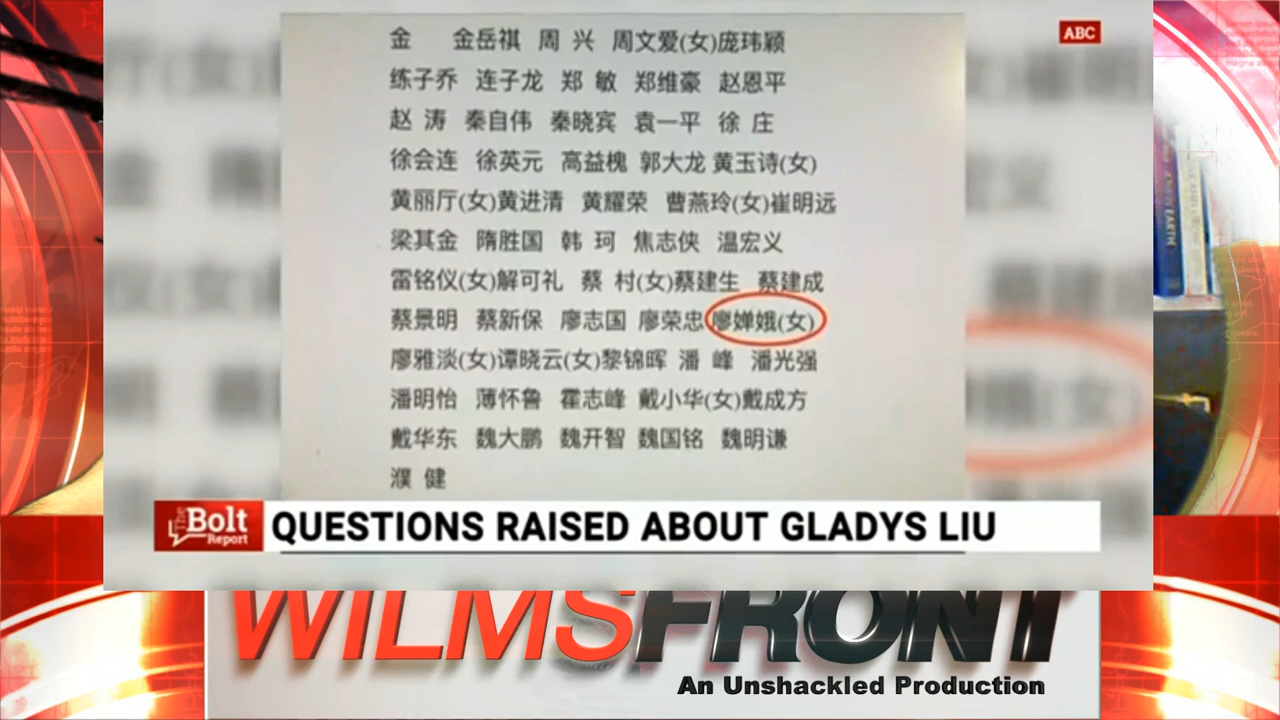 金 金岳祺 周 兴 周文爱(女)庞玮颖
ABC
练子乔 连子龙 郑 敏 郑维豪 赵恩平
赵 涛 秦自伟 秦晓宾 袁一平 徐 庄
徐会连 徐英元 高益槐 郭大龙 黄玉诗(女)
黄丽厅(女)黄进清 黄耀荣 曹燕玲(女)崔明远
梁其金 隋胜国 韩 珂 焦志侠 温宏义
雷铭仪(女)解可礼 蔡 村(女)蔡建生 蔡建成
蔡景明 蔡新保 廖志国 廖荣忠 廖婵娥(女)
廖雅淡(女)谭晓云(女)黎锦晖 潘 峰 潘光强
潘明怡 薄怀鲁 霍志峰 戴小华(女)戴成方
戴华东 魏大鹏 魏开智 魏国铭 魏明谦
濮 健
The Bolt Report
QUESTIONS RAISED ABOUT GLADYS LIU
WILMSFRONT
An Unshackled Production